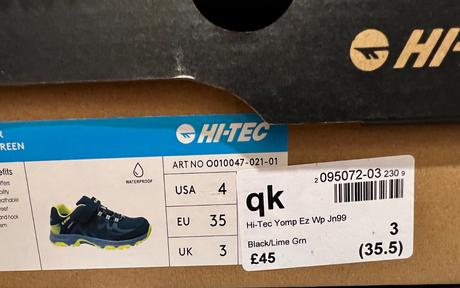 HI-
t
REEN
HI-TEC
nefits
ART NO O010047-021-01
WATERPROOF
USA 4
EU 35
UK 3
2 095072-03 230 9
qk
Hi-Tec Yomp Ez Wp Jn99
3
Black/Lime Grn
(35.5)
£45